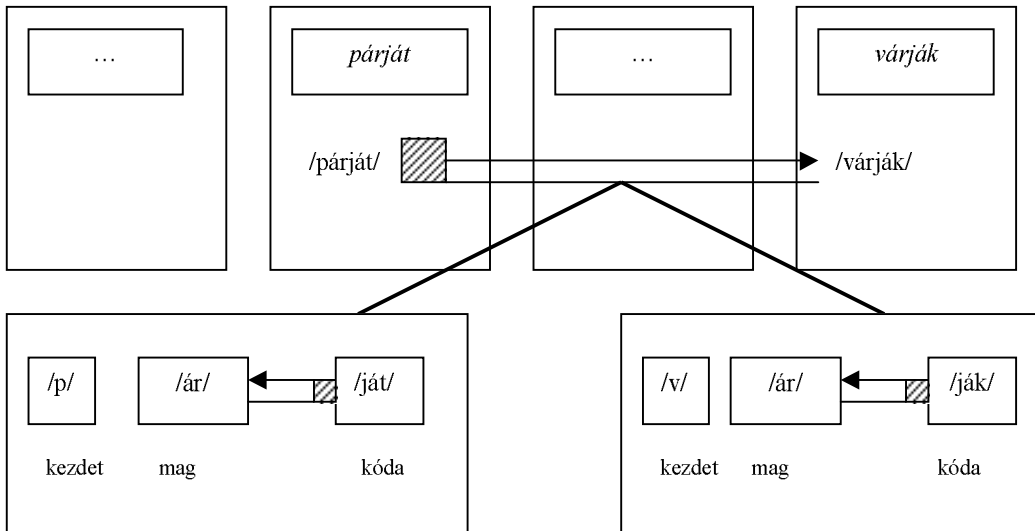 …
párját
…
várják
/párját/
/várják/
/p/
/ár/
/ját/
kezdet
mag
kóda
/v/
/ár/
/ják/
kezdet
mag
kóda